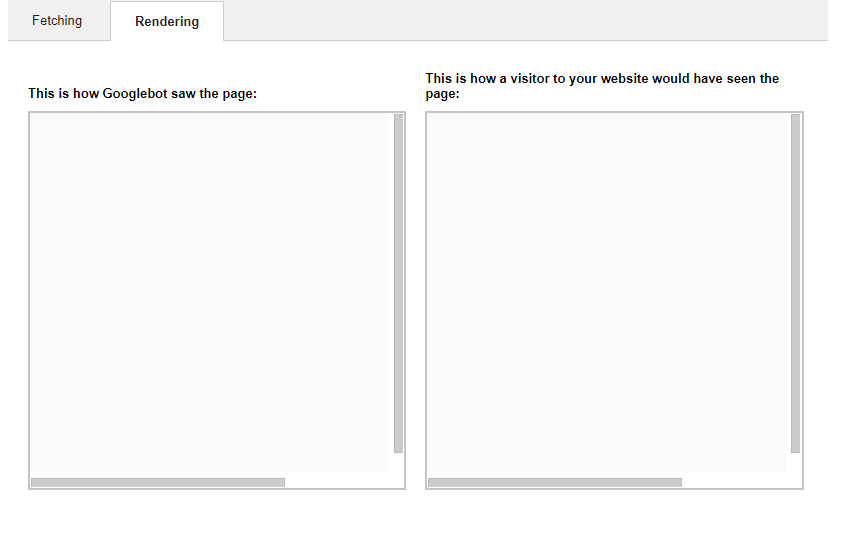 Fetching
Rendering
This is how Googlebot saw the page:
This is how a visitor to your website would have seen the
page: